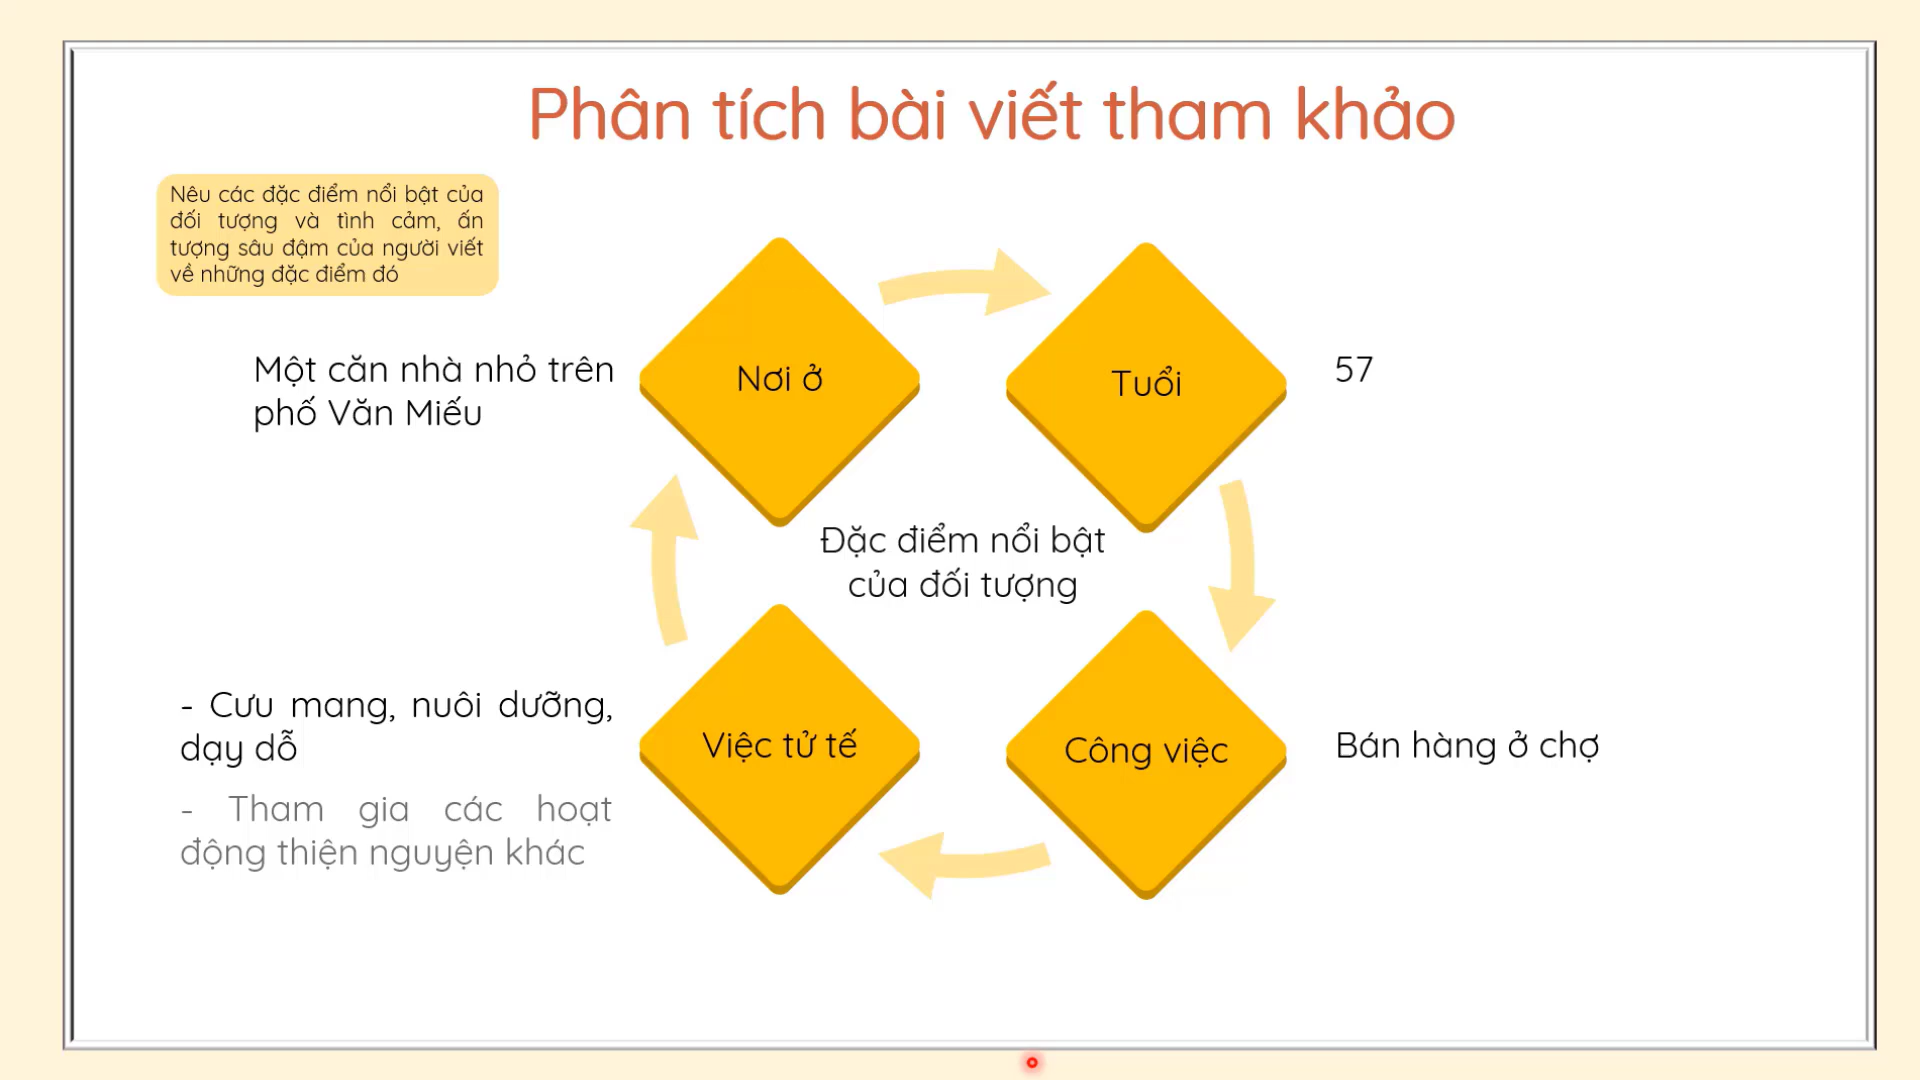 Phân tích bài viết tham khảo
Nêu các đặc điểm nổi bật của
đối tượng và tình cảm, ấn
tượng sâu đậm của người viết
về những đặc điểm đó
Một căn nhà nhỏ trên
phố Văn Miếu
Nơi ở
Tuổi
57
Đặc điểm nổi bật
của đối tượng
- Cưu mang, nuôi dưỡng,
dạy dỗ
- Tham gia các hoạt
động thiện nguyện khác
Việc tử tế
Công việc
Bán hàng ở chợ